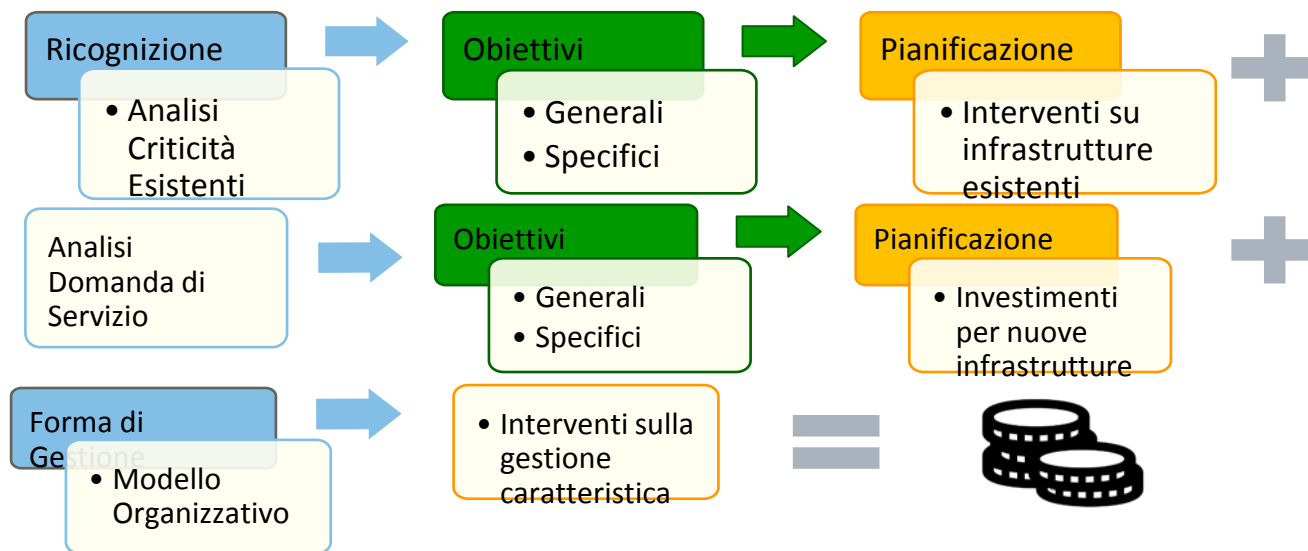 Ricognizione
• Analisi
Criticità
Esistenti
Obiettivi
• Generali
• Specifici
Pianificazione
• Interventi su
infrastrutture
esistenti
Analisi
Domanda di
Servizio
Obiettivi
• Generali
• Specifici
Pianificazione
• Investimenti
per nuove
infrastrutture
Forma di
Gestione
• Modello
Organizzativo
• Interventi sulla
gestione
caratteristica